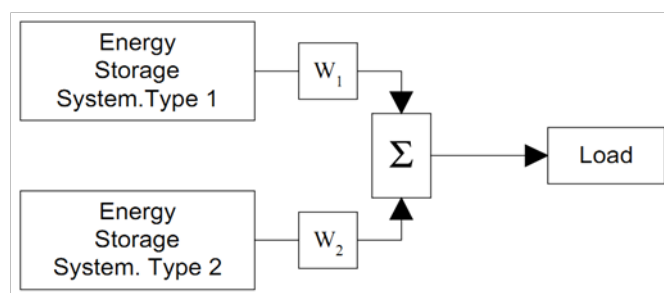 Energy
Storage
System.Type 1
W1
Σ
Load
Energy
Storage
System. Type 2
W2